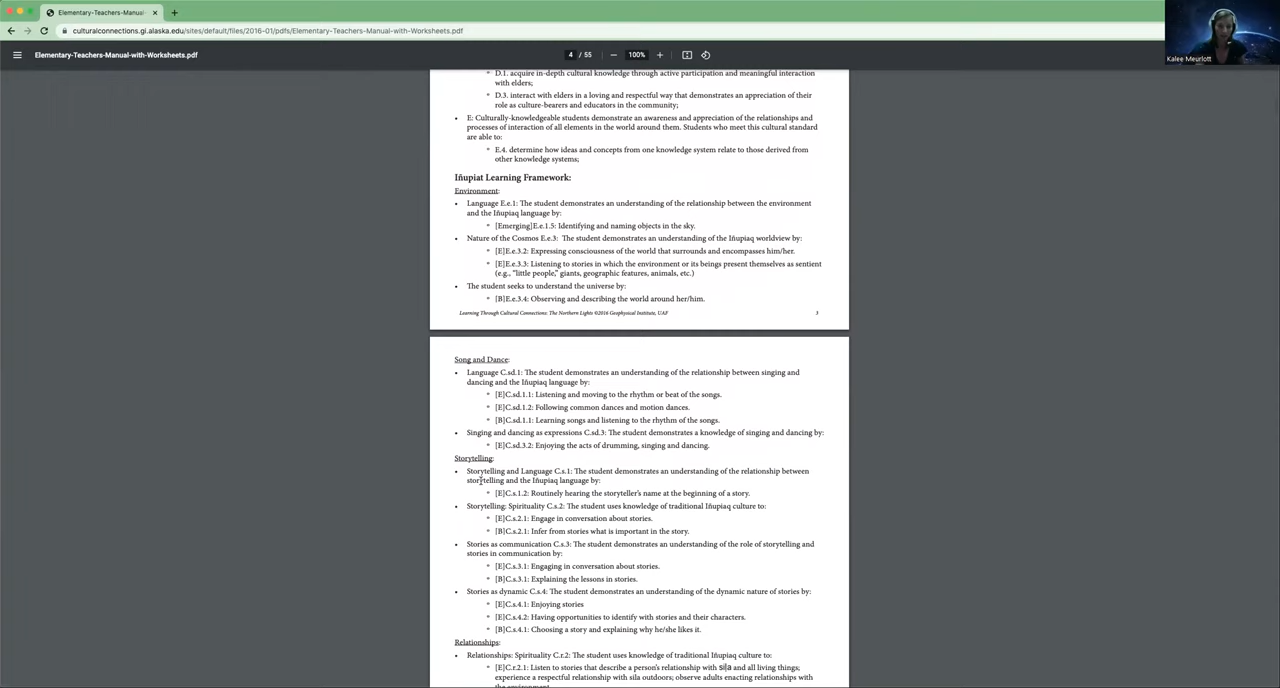 Elementary-Teachers-Manual-
culturalconnections.gi.alaska.edu/sites/default/files/2016-01/pdfs/Elementary-Teachers-Manual-with-Worksheets.pdf
Kalee Meurlott
Elementary-Teachers-Manual-with-Worksheets.pdf
4 / 55
100%
D.1. acquire in-depth cultural knowledge through active participation and meaningful interaction
with elders;
D.3. interact with elders in a loving and respectful way that demonstrates an appreciation of their
role as culture-bearers and educators in the community;
• E: Culturally-knowledgeable students demonstrate an awareness and appreciation of the relationships and
processes of interaction of all elements in the world around them. Students who meet this cultural standard
are able to:
E.4. determine how ideas and concepts from one knowledge system relate to those derived from
other knowledge systems;
Iñupiat Learning Framework:
Environment:
• Language E.e.1: The student demonstrates an understanding of the relationship between the environment
and the Iñupiaq language by:
[Emerging]E.e.1.5: Identifying and naming objects in the sky.
• Nature of the Cosmos E.e.3: The student demonstrates an understanding of the Iñupiaq worldview by:
[E]E.e.3.2: Expressing consciousness of the world that surrounds and encompasses him/her.
[E]E.e.3.3: Listening to stories in which the environment or its beings present themselves as sentient
(e.g., “little people,” giants, geographic features, animals, etc.)
• The student seeks to understand the universe by:
[B]E.e.3.4: Observing and describing the world around her/him.
Learning Through Cultural Connections: The Northern Lights ©2016 Geophysical Institute, UAF 3
Song and Dance:
• Language C.sd.1: The student demonstrates an understanding of the relationship between singing and
dancing and the Iñupiaq language by:
[E]C.sd.1.1: Listening and moving to the rhythm or beat of the songs.
[E]C.sd.1.2: Following common dances and motion dances.
[B]C.sd.1.1: Learning songs and listening to the rhythm of the songs.
• Singing and dancing as expressions C.sd.3: The student demonstrates a knowledge of singing and dancing by:
[E]C.sd.3.2: Enjoying the acts of drumming, singing and dancing.
Storytelling:
• Storytelling and Language C.s.1: The student demonstrates an understanding of the relationship between
storytelling and the Iñupiaq language by:
[E]C.s.1.2: Routinely hearing the storyteller’s name at the beginning of a story.
• Storytelling: Spirituality C.s.2: The student uses knowledge of traditional Iñupiaq culture to:
[E]C.s.2.1: Engage in conversation about stories.
[B]C.s.2.1: Infer from stories what is important in the story.
• Stories as communication C.s.3: The student demonstrates an understanding of the role of storytelling and
stories in communication by:
[E]C.s.3.1: Engaging in conversation about stories.
[B]C.s.3.1: Explaining the lessons in stories.
• Stories as dynamic C.s.4: The student demonstrates an understanding of the dynamic nature of stories by:
[E]C.s.4.1: Enjoying stories
[E]C.s.4.2: Having opportunities to identify with stories and their characters.
[B]C.s.4.1: Choosing a story and explaining why he/she likes it.
Relationships:
• Relationships: Spirituality C.r.2: The student uses knowledge of traditional Iñupiaq culture to:
[E]C.r.2.1: Listen to stories that describe a person’s relationship with siḷa and all living things;
experience a respectful relationship with sila outdoors; observe adults enacting relationships with
the environment